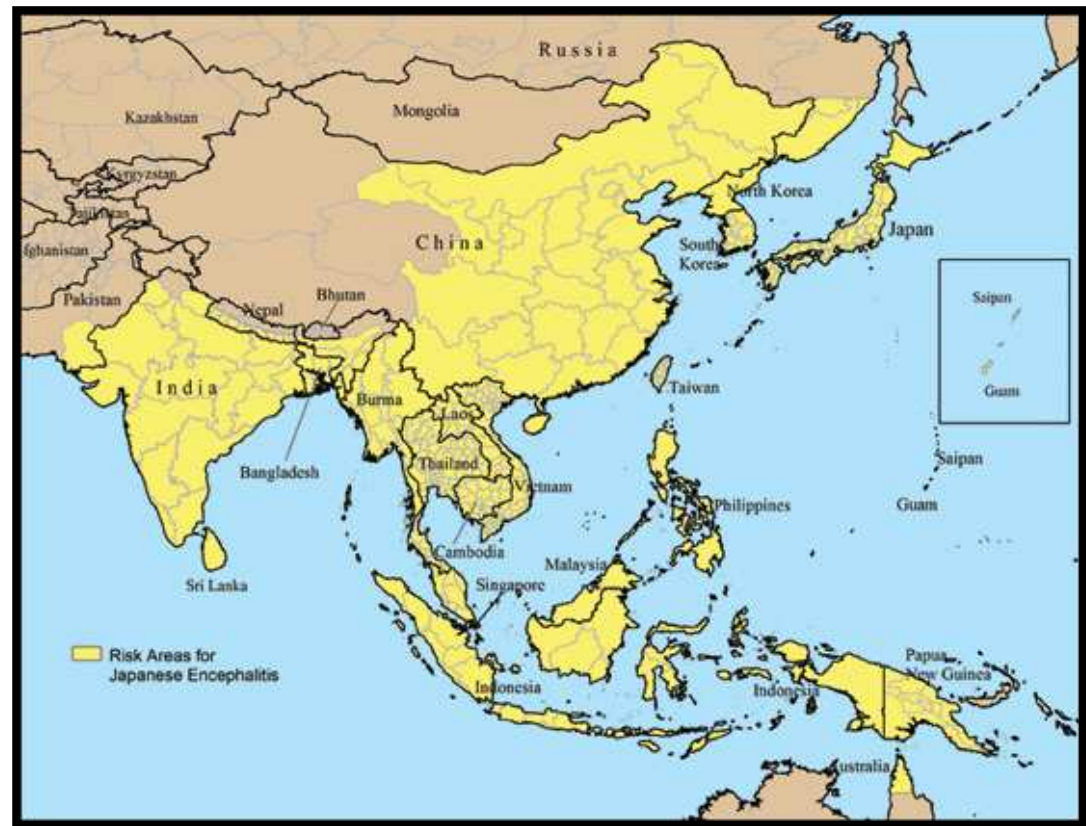 Russia
Kazakhstan
Mongolia
Kyrgyzstan
Tajikistan
North Korea
Afghanistan
China
South
Korea
Japan
Pakistan
Nepal
Bhutan
Saipan
Guam
India
Burma
Laos
Taiwan
Bangladesh
Thailand
Vietnam
Saipan
Guam
Philippines
Cambodia
Malaysia
Sri Lanka
Singapore
Risk Areas for
Japanese Encephalitis
Indonesia
Indonesia
Papua
New Guinea
Australia